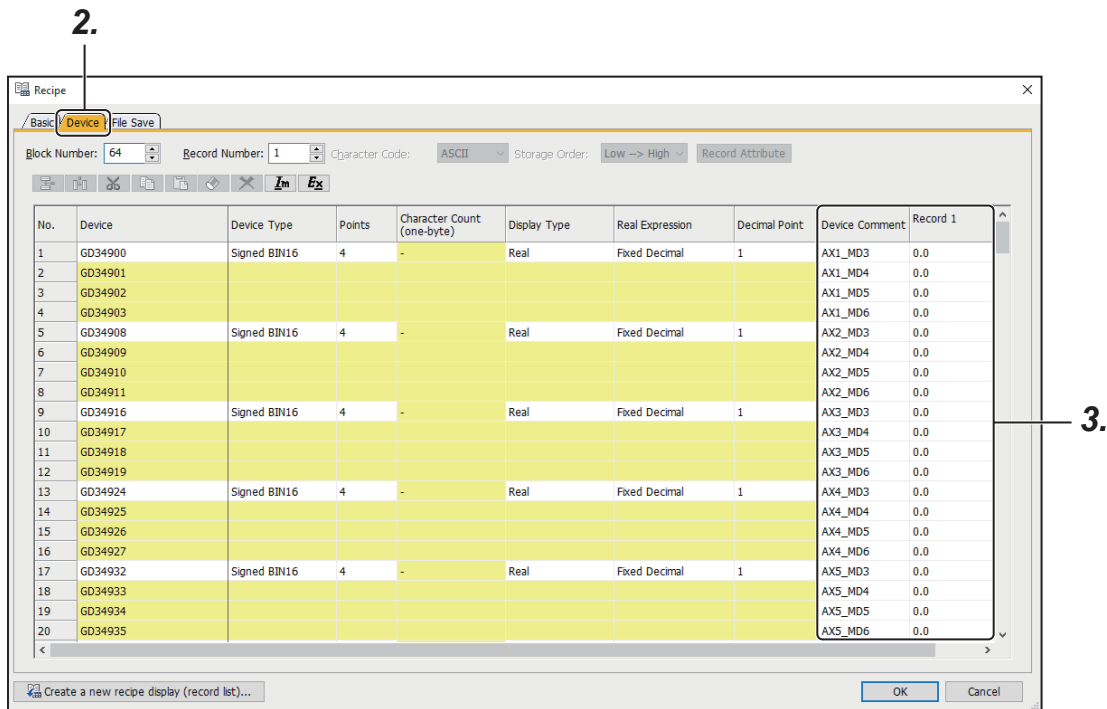 2.
Recipe
Basic Device File Save
Block Number: 64 Record Number: 1 Character Code: ASCII Storage Order: Low --> High Record Attribute
Im Ex
No. Device Device Type Points Character Count (one-byte) Display Type Real Expression Decimal Point Device Comment Record 1
1 GD34900 Signed BIN16 4 - Real Fixed Decimal 1 AX1_MD3 0.0
2 GD34901 AX1_MD4 0.0
3 GD34902 AX1_MD5 0.0
4 GD34903 AX1_MD6 0.0
5 GD34908 Signed BIN16 4 - Real Fixed Decimal 1 AX2_MD3 0.0
6 GD34909 AX2_MD4 0.0
7 GD34910 AX2_MD5 0.0
8 GD34911 AX2_MD6 0.0
9 GD34916 Signed BIN16 4 - Real Fixed Decimal 1 AX3_MD3 0.0
3.
10 GD34917 AX3_MD4 0.0
11 GD34918 AX3_MD5 0.0
12 GD34919 AX3_MD6 0.0
13 GD34924 Signed BIN16 4 - Real Fixed Decimal 1 AX4_MD3 0.0
14 GD34925 AX4_MD4 0.0
15 GD34926 AX4_MD5 0.0
16 GD34927 AX4_MD6 0.0
17 GD34932 Signed BIN16 4 - Real Fixed Decimal 1 AX5_MD3 0.0
18 GD34933 AX5_MD4 0.0
19 GD34934 AX5_MD5 0.0
20 GD34935 AX5_MD6 0.0
Create a new recipe display (record list)... OK Cancel